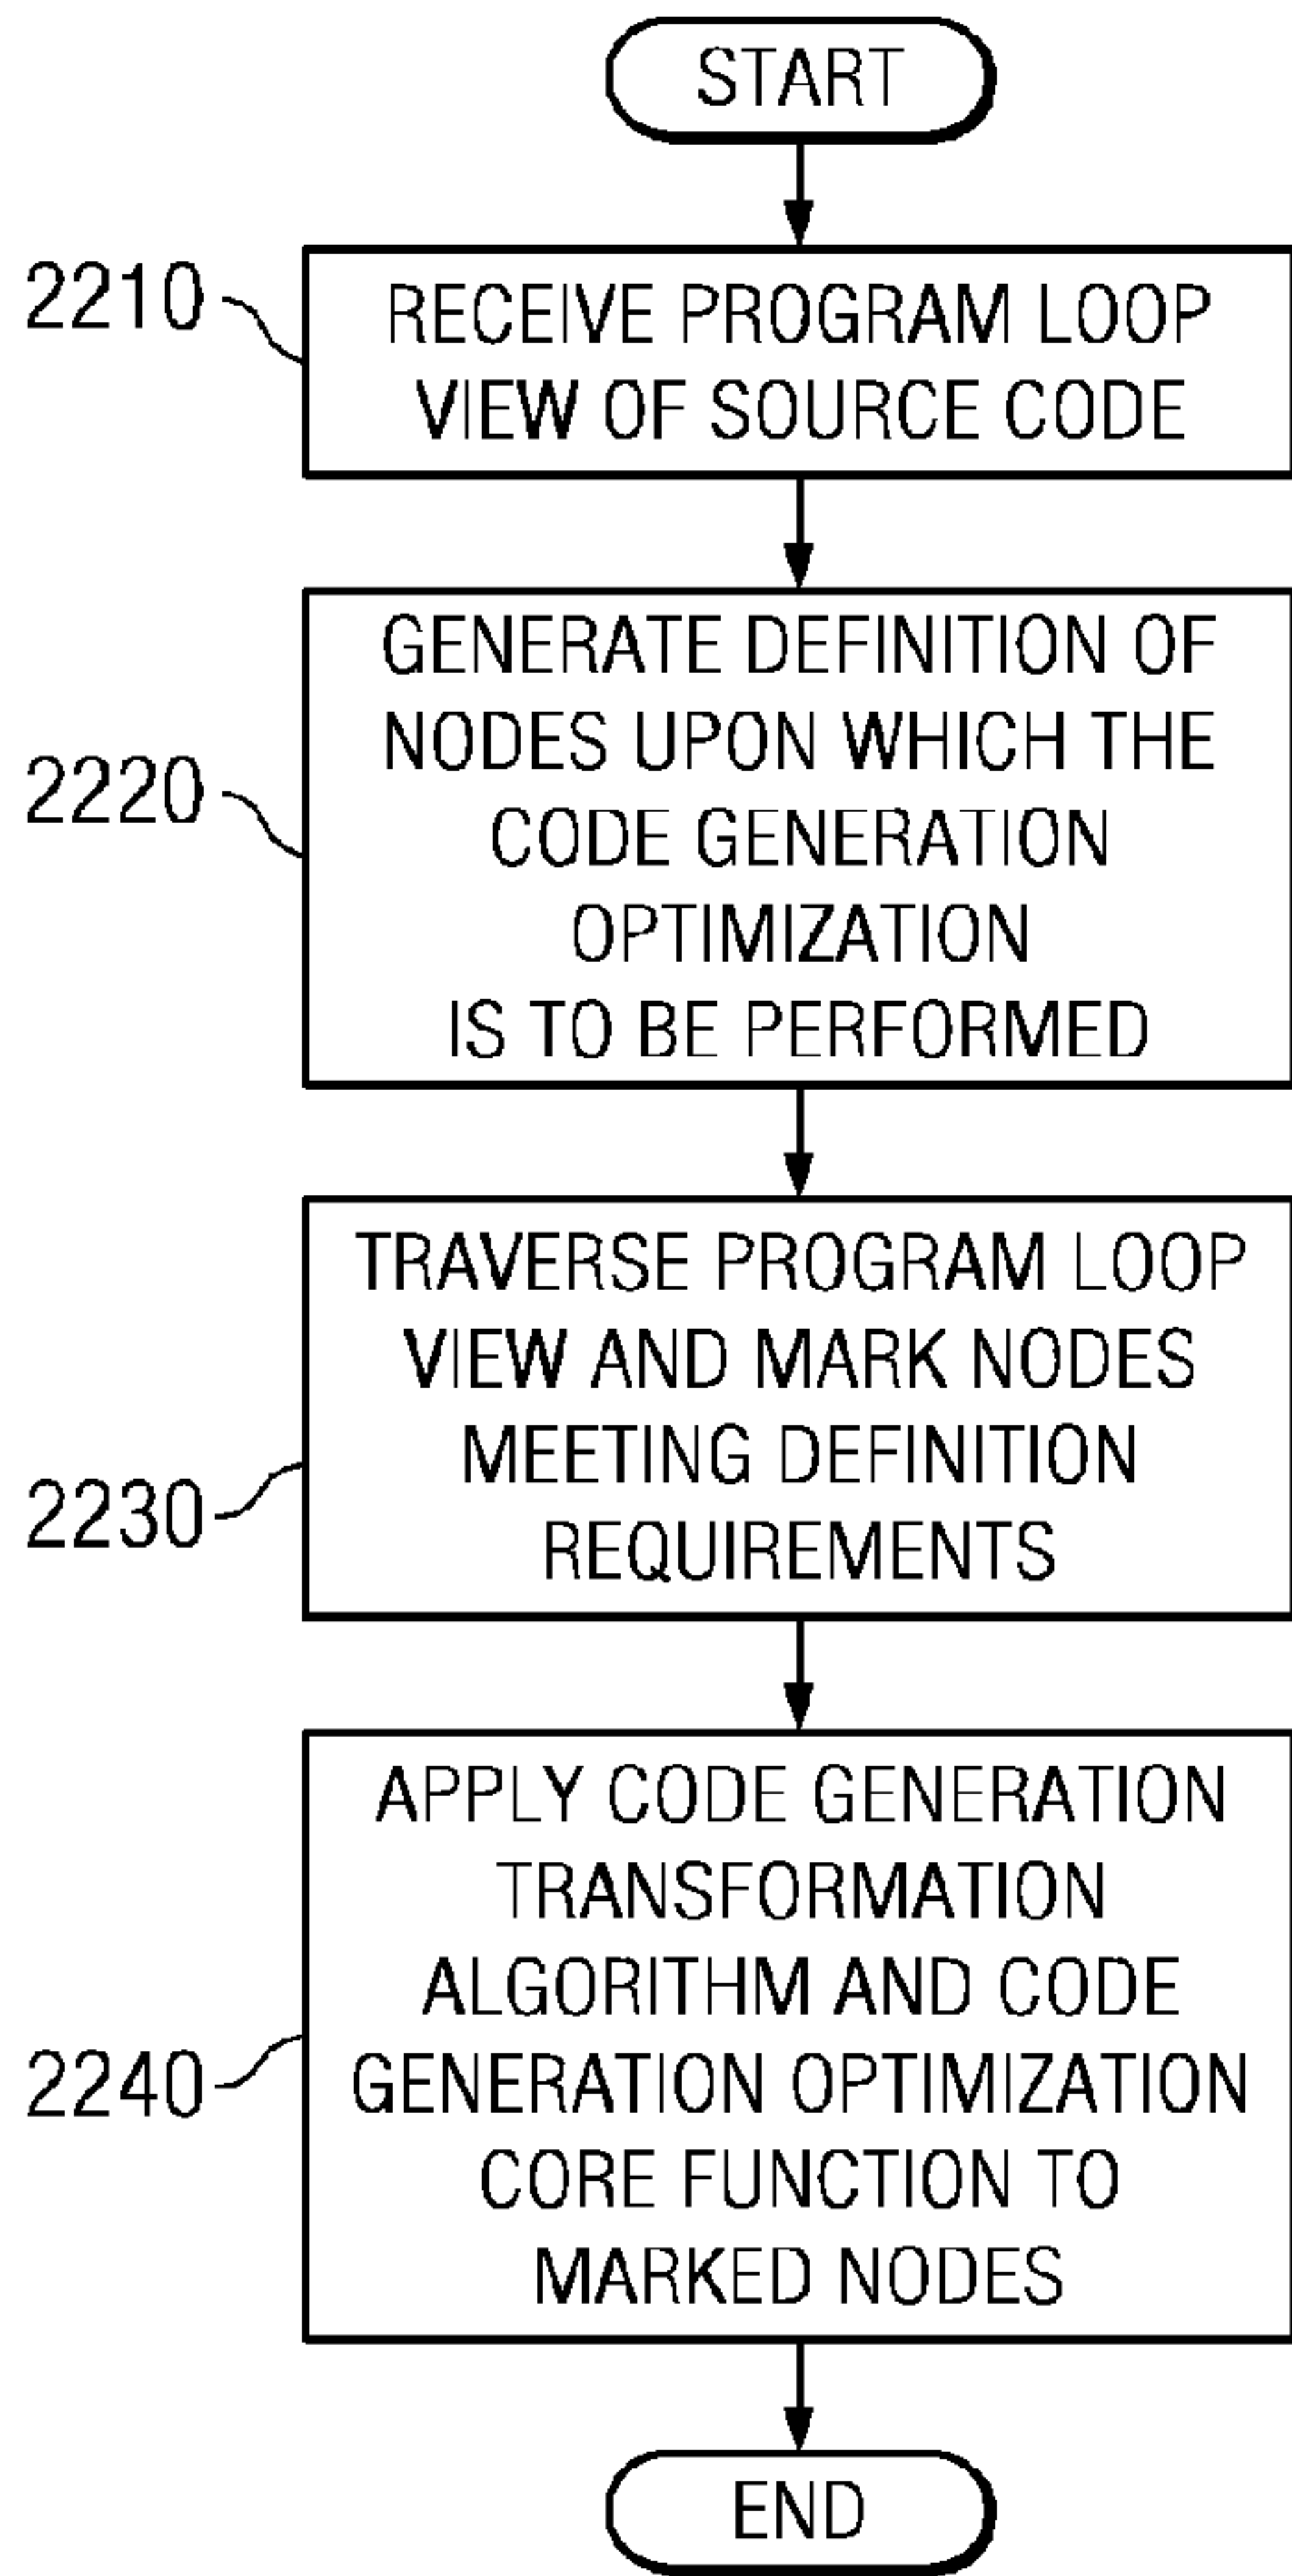 START
2210
RECEIVE PROGRAM LOOP
VIEW OF SOURCE CODE
2220
GENERATE DEFINITION OF
NODES UPON WHICH THE
CODE GENERATION
OPTIMIZATION
IS TO BE PERFORMED
2230
TRAVERSE PROGRAM LOOP
VIEW AND MARK NODES
MEETING DEFINITION
REQUIREMENTS
2240
APPLY CODE GENERATION
TRANSFORMATION
ALGORITHM AND CODE
GENERATION OPTIMIZATION
CORE FUNCTION TO
MARKED NODES
END